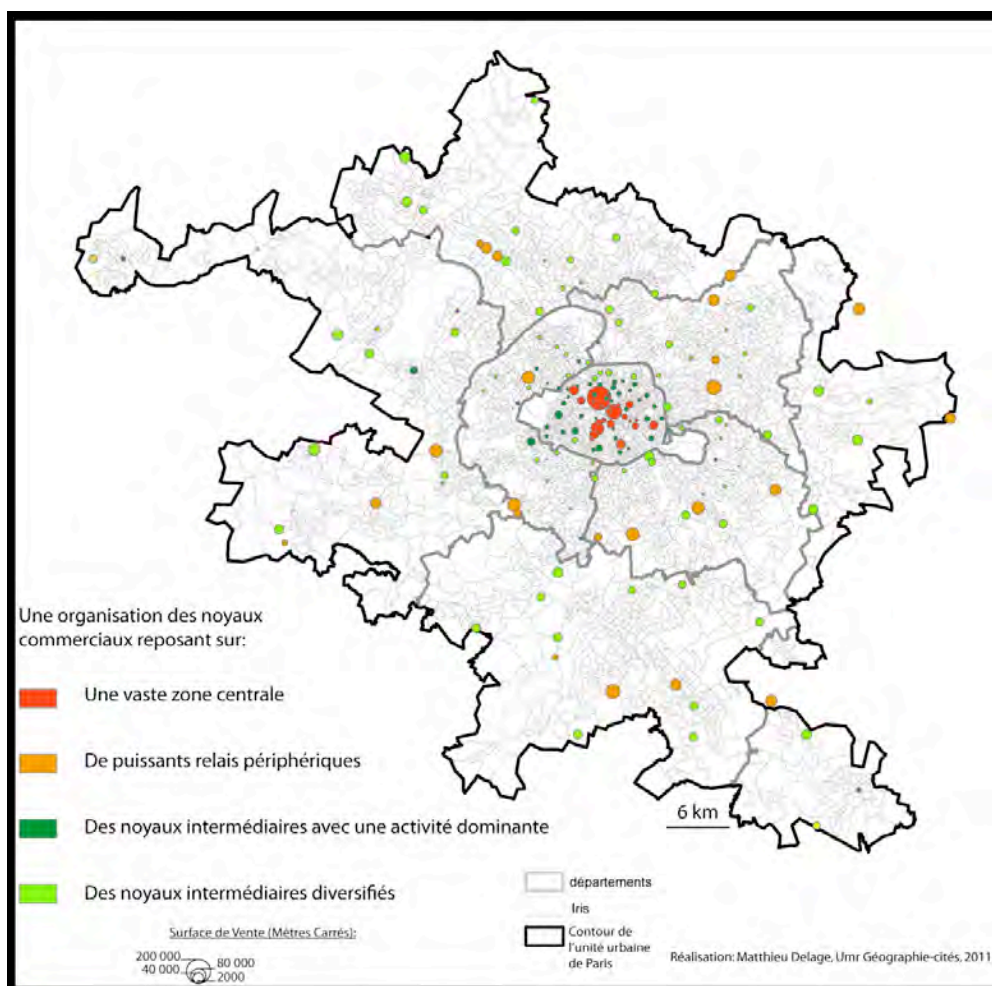 Une organisation des noyaux
commerciaux reposant sur:
Une vaste zone centrale
De puissants relais périphériques
Des noyaux intermédiaires avec une activité dominante
Des noyaux intermédiaires diversifiés
Surface de Vente (Mètres Carrés):
200 000
80 000
40 000
2000
6 km
départements
Iris
Contour de
l'unité urbaine
de Paris
Réalisation: Matthieu Delage, Umr Géographie-cités, 2011